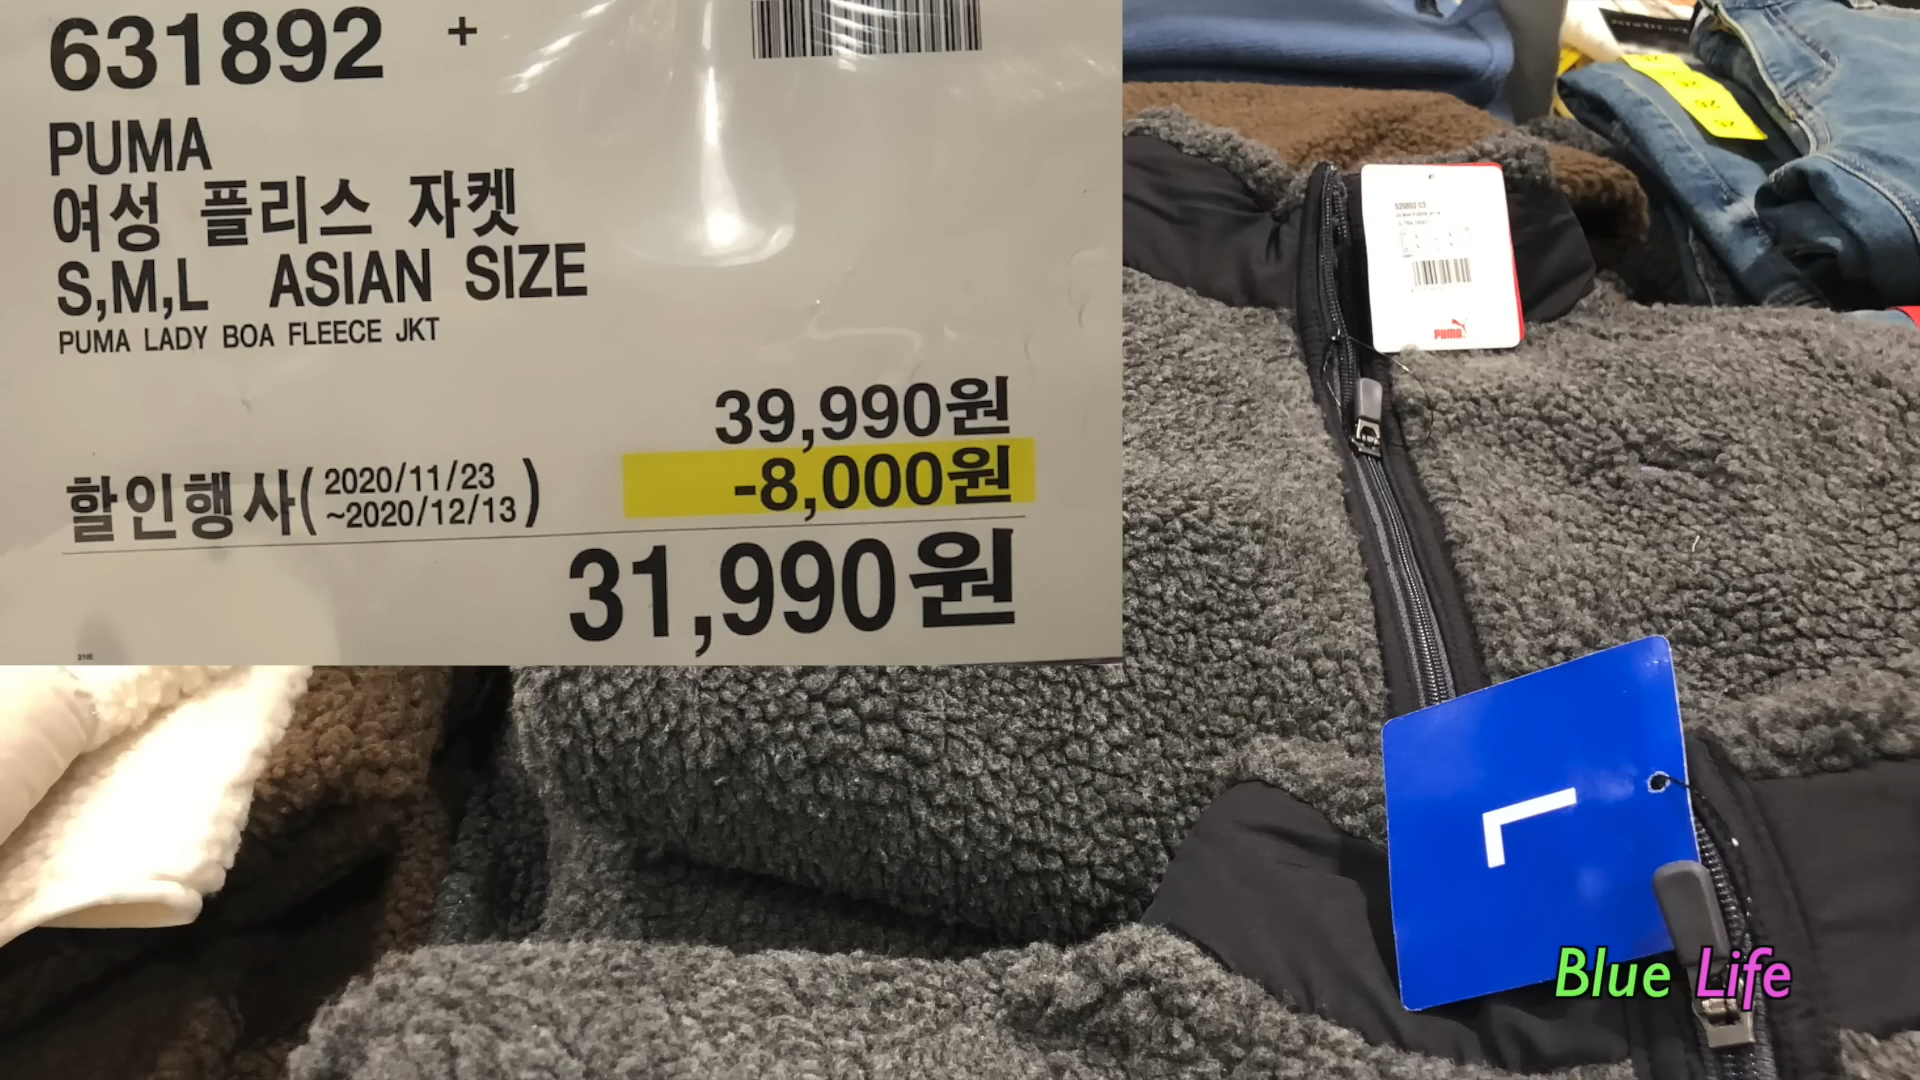 631892 +
PUMA
여성 플리스 자켓
S,M,L ASIAN SIZE
PUMA LADY BOA FLEECE JKT
39,990원
할인행사( 2020/11/23 ~2020/12/13 ) -8,000원
31,990원
PUMA
L
Blue Life